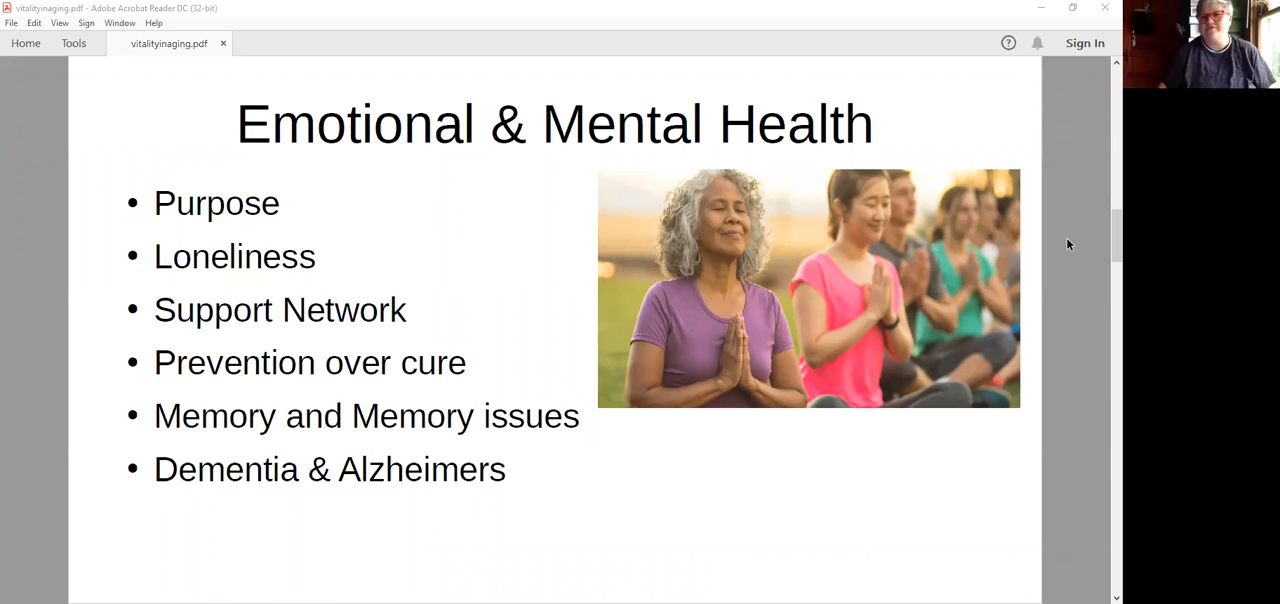 vitalityinaging.pdf - Adobe Acrobat Reader DC (32-bit)
File Edit View Sign Window Help
Home Tools vitalityinaging.pdf × Sign In
Emotional & Mental Health
• Purpose
• Loneliness
• Support Network
• Prevention over cure
• Memory and Memory issues
• Dementia & Alzheimers